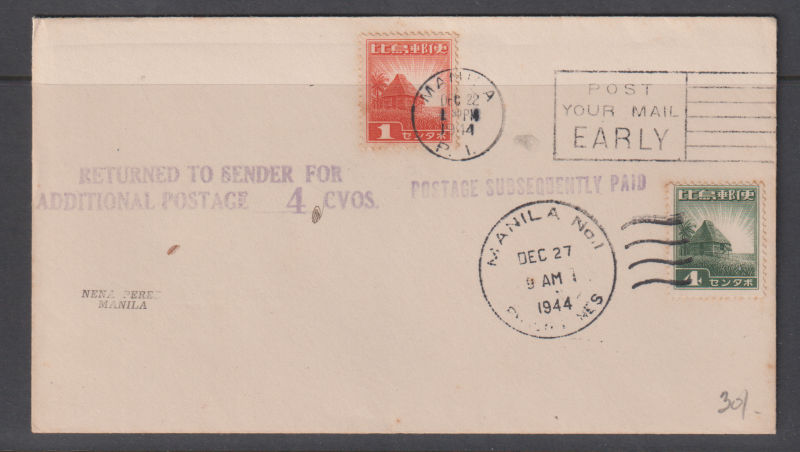 比島郵便
1 センタボ
MANILA
DEC 22
PM
1944
P. I.
POST
YOUR MAIL
EARLY
RETURNED TO SENDER FOR
ADDITIONAL POSTAGE 4 CVOS.
POSTAGE SUBSEQUENTLY PAID
比島郵便
4 センタボ
MANILA No.1
DEC 27
9 AM
1944
NENA PEREZ
MANILA
30/-